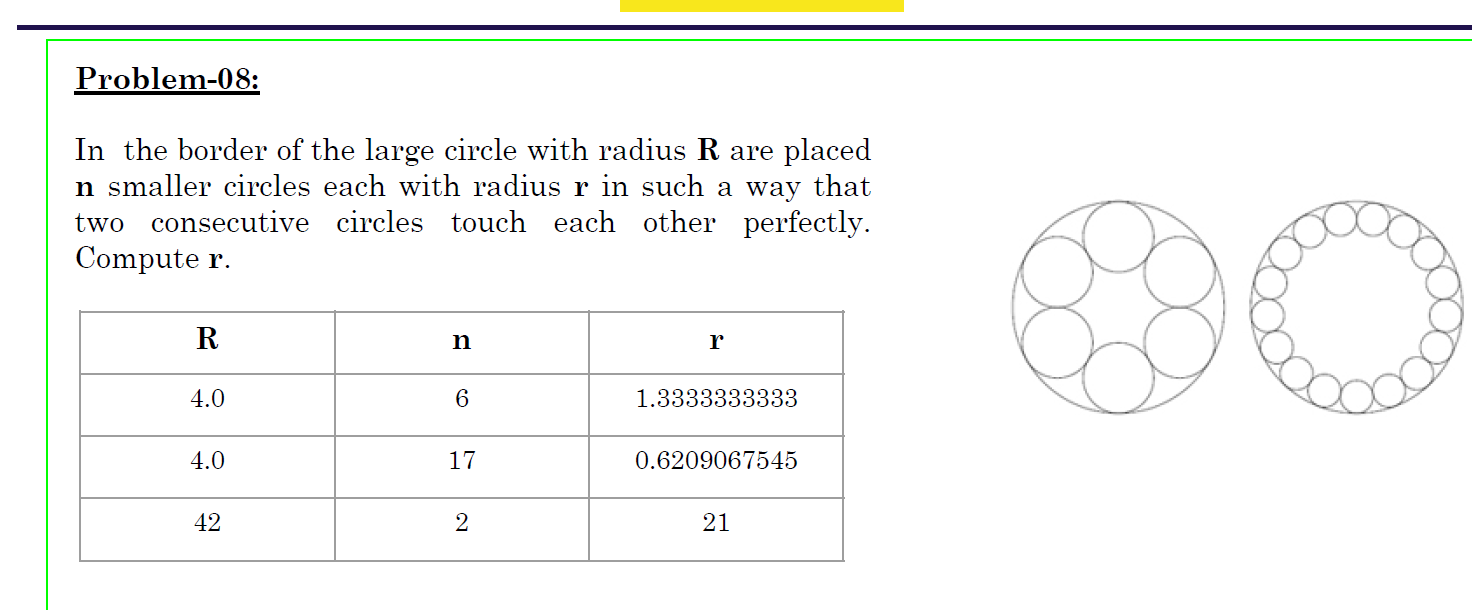 Problem-08:
In the border of the large circle with radius R are placed
n smaller circles each with radius r in such a way that
two consecutive circles touch each other perfectly.
Compute r.
R n r
4.0 6 1.3333333333
4.0 17 0.6209067545
42 2 21